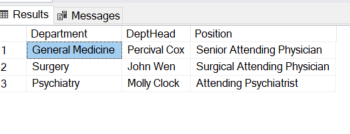 Results Messages
Department DeptHead Position
1 General Medicine Percival Cox Senior Attending Physician
2 Surgery John Wen Surgical Attending Physician
3 Psychiatry Molly Clock Attending Psychiatrist